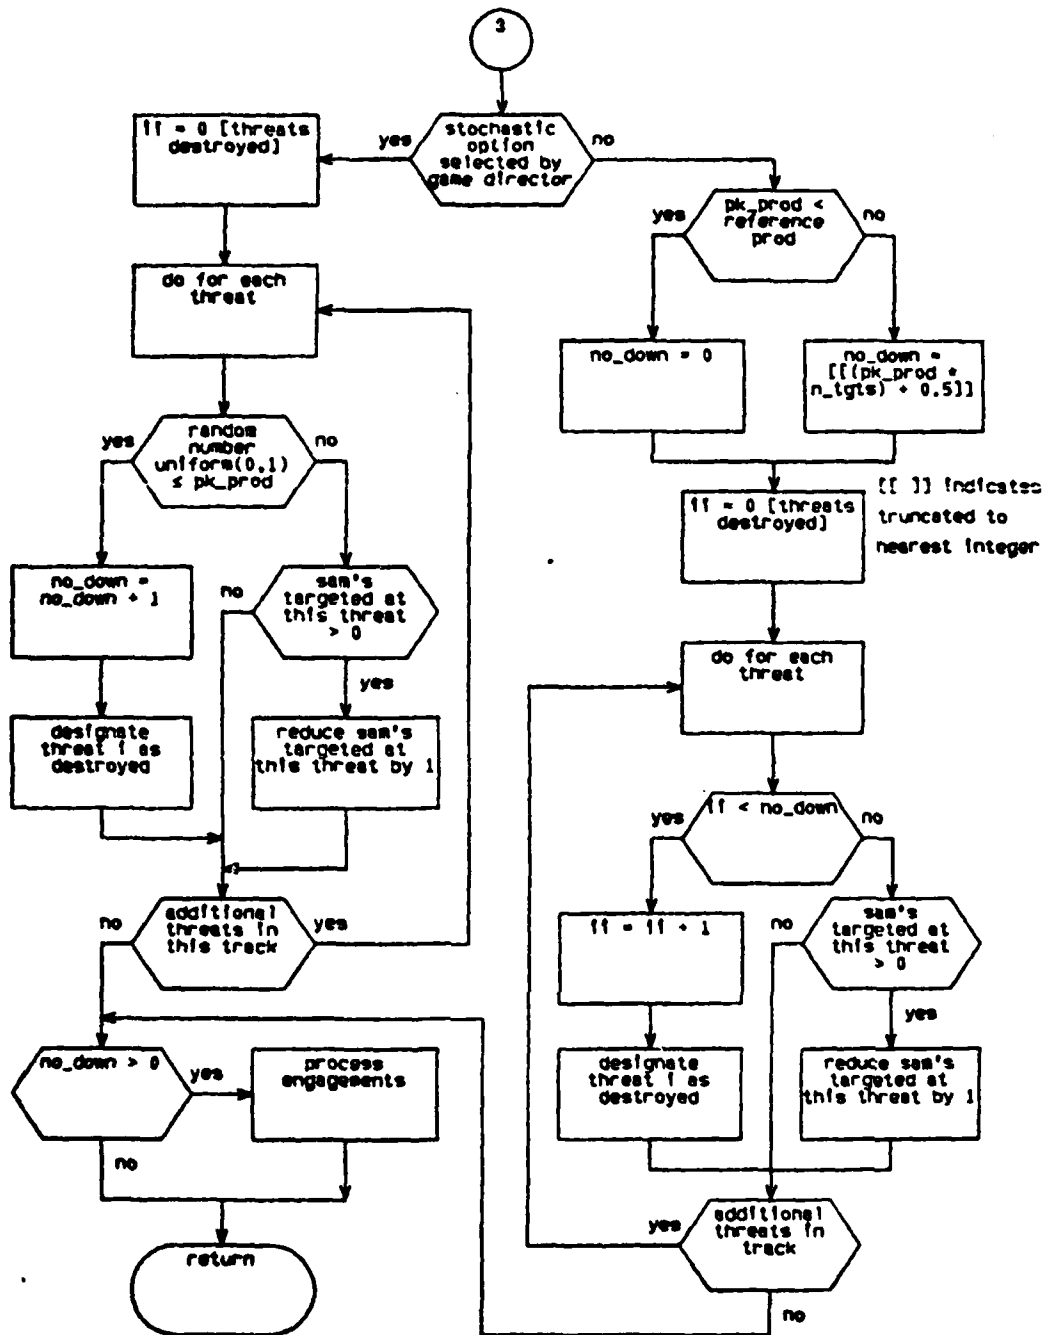 3
stochastic
option
selected by
game director
yes
no
ii = 0 [threats
destroyed]
do for each
threat
random
number
uniform(0,1)
≤ pk_prod
yes
no
no_down =
no_down + 1
designate
threat i as
destroyed
sam's
targeted at
this threat
> 0
no
yes
reduce sam's
targeted at
this threat by 1
additional
threats in
this track
no
yes
no_down > 0
yes
no
process
engagements
return
pk_prod <
reference
prod
yes
no
no_down = 0
no_down =
[[(pk_prod *
n_tgts) + 0.5]]
ii = 0 [threats
destroyed]
[[ ]] indicates
truncated to
nearest integer
do for each
threat
ii < no_down
yes
no
ii = ii + 1
designate
threat i as
destroyed
sam's
targeted at
this threat
> 0
no
yes
reduce sam's
targeted at
this threat by 1
additional
threats in
track
yes
no